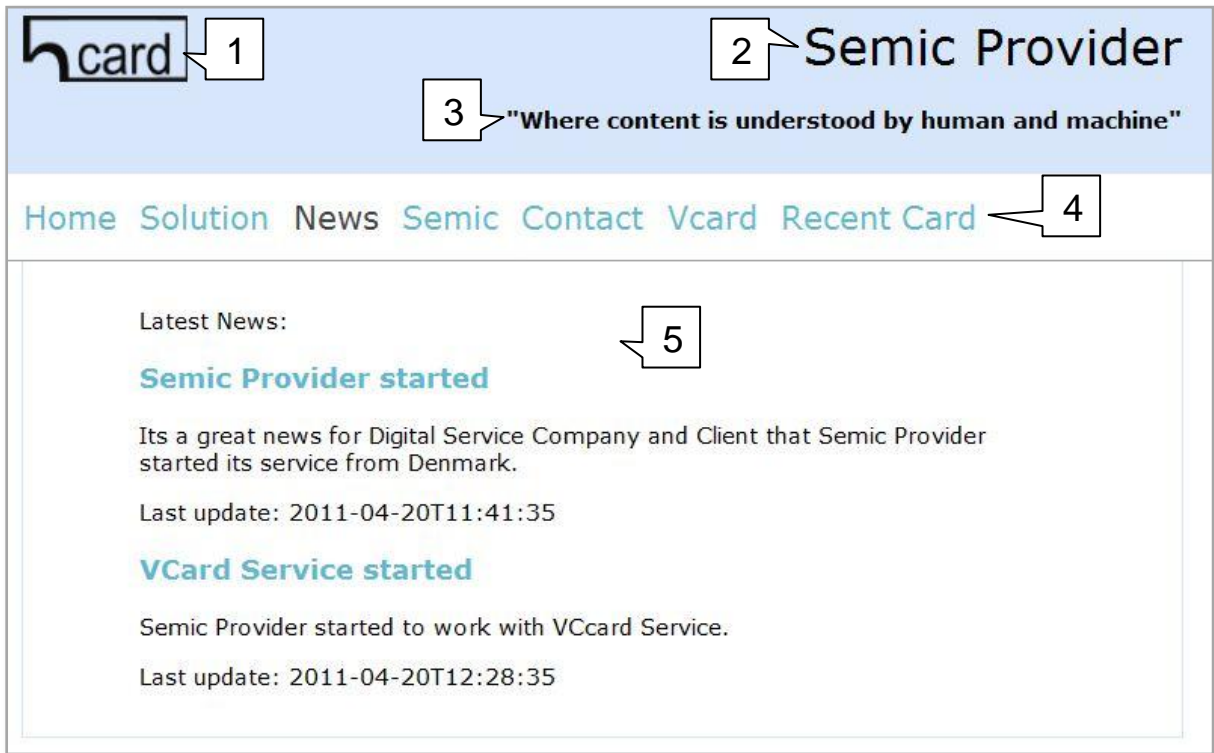 hcard
1
2
Semic Provider
3
"Where content is understood by human and machine"
Home Solution News Semic Contact Vcard Recent Card
4
Latest News:
5
Semic Provider started
Its a great news for Digital Service Company and Client that Semic Provider
started its service from Denmark.
Last update: 2011-04-20T11:41:35
VCard Service started
Semic Provider started to work with VCcard Service.
Last update: 2011-04-20T12:28:35